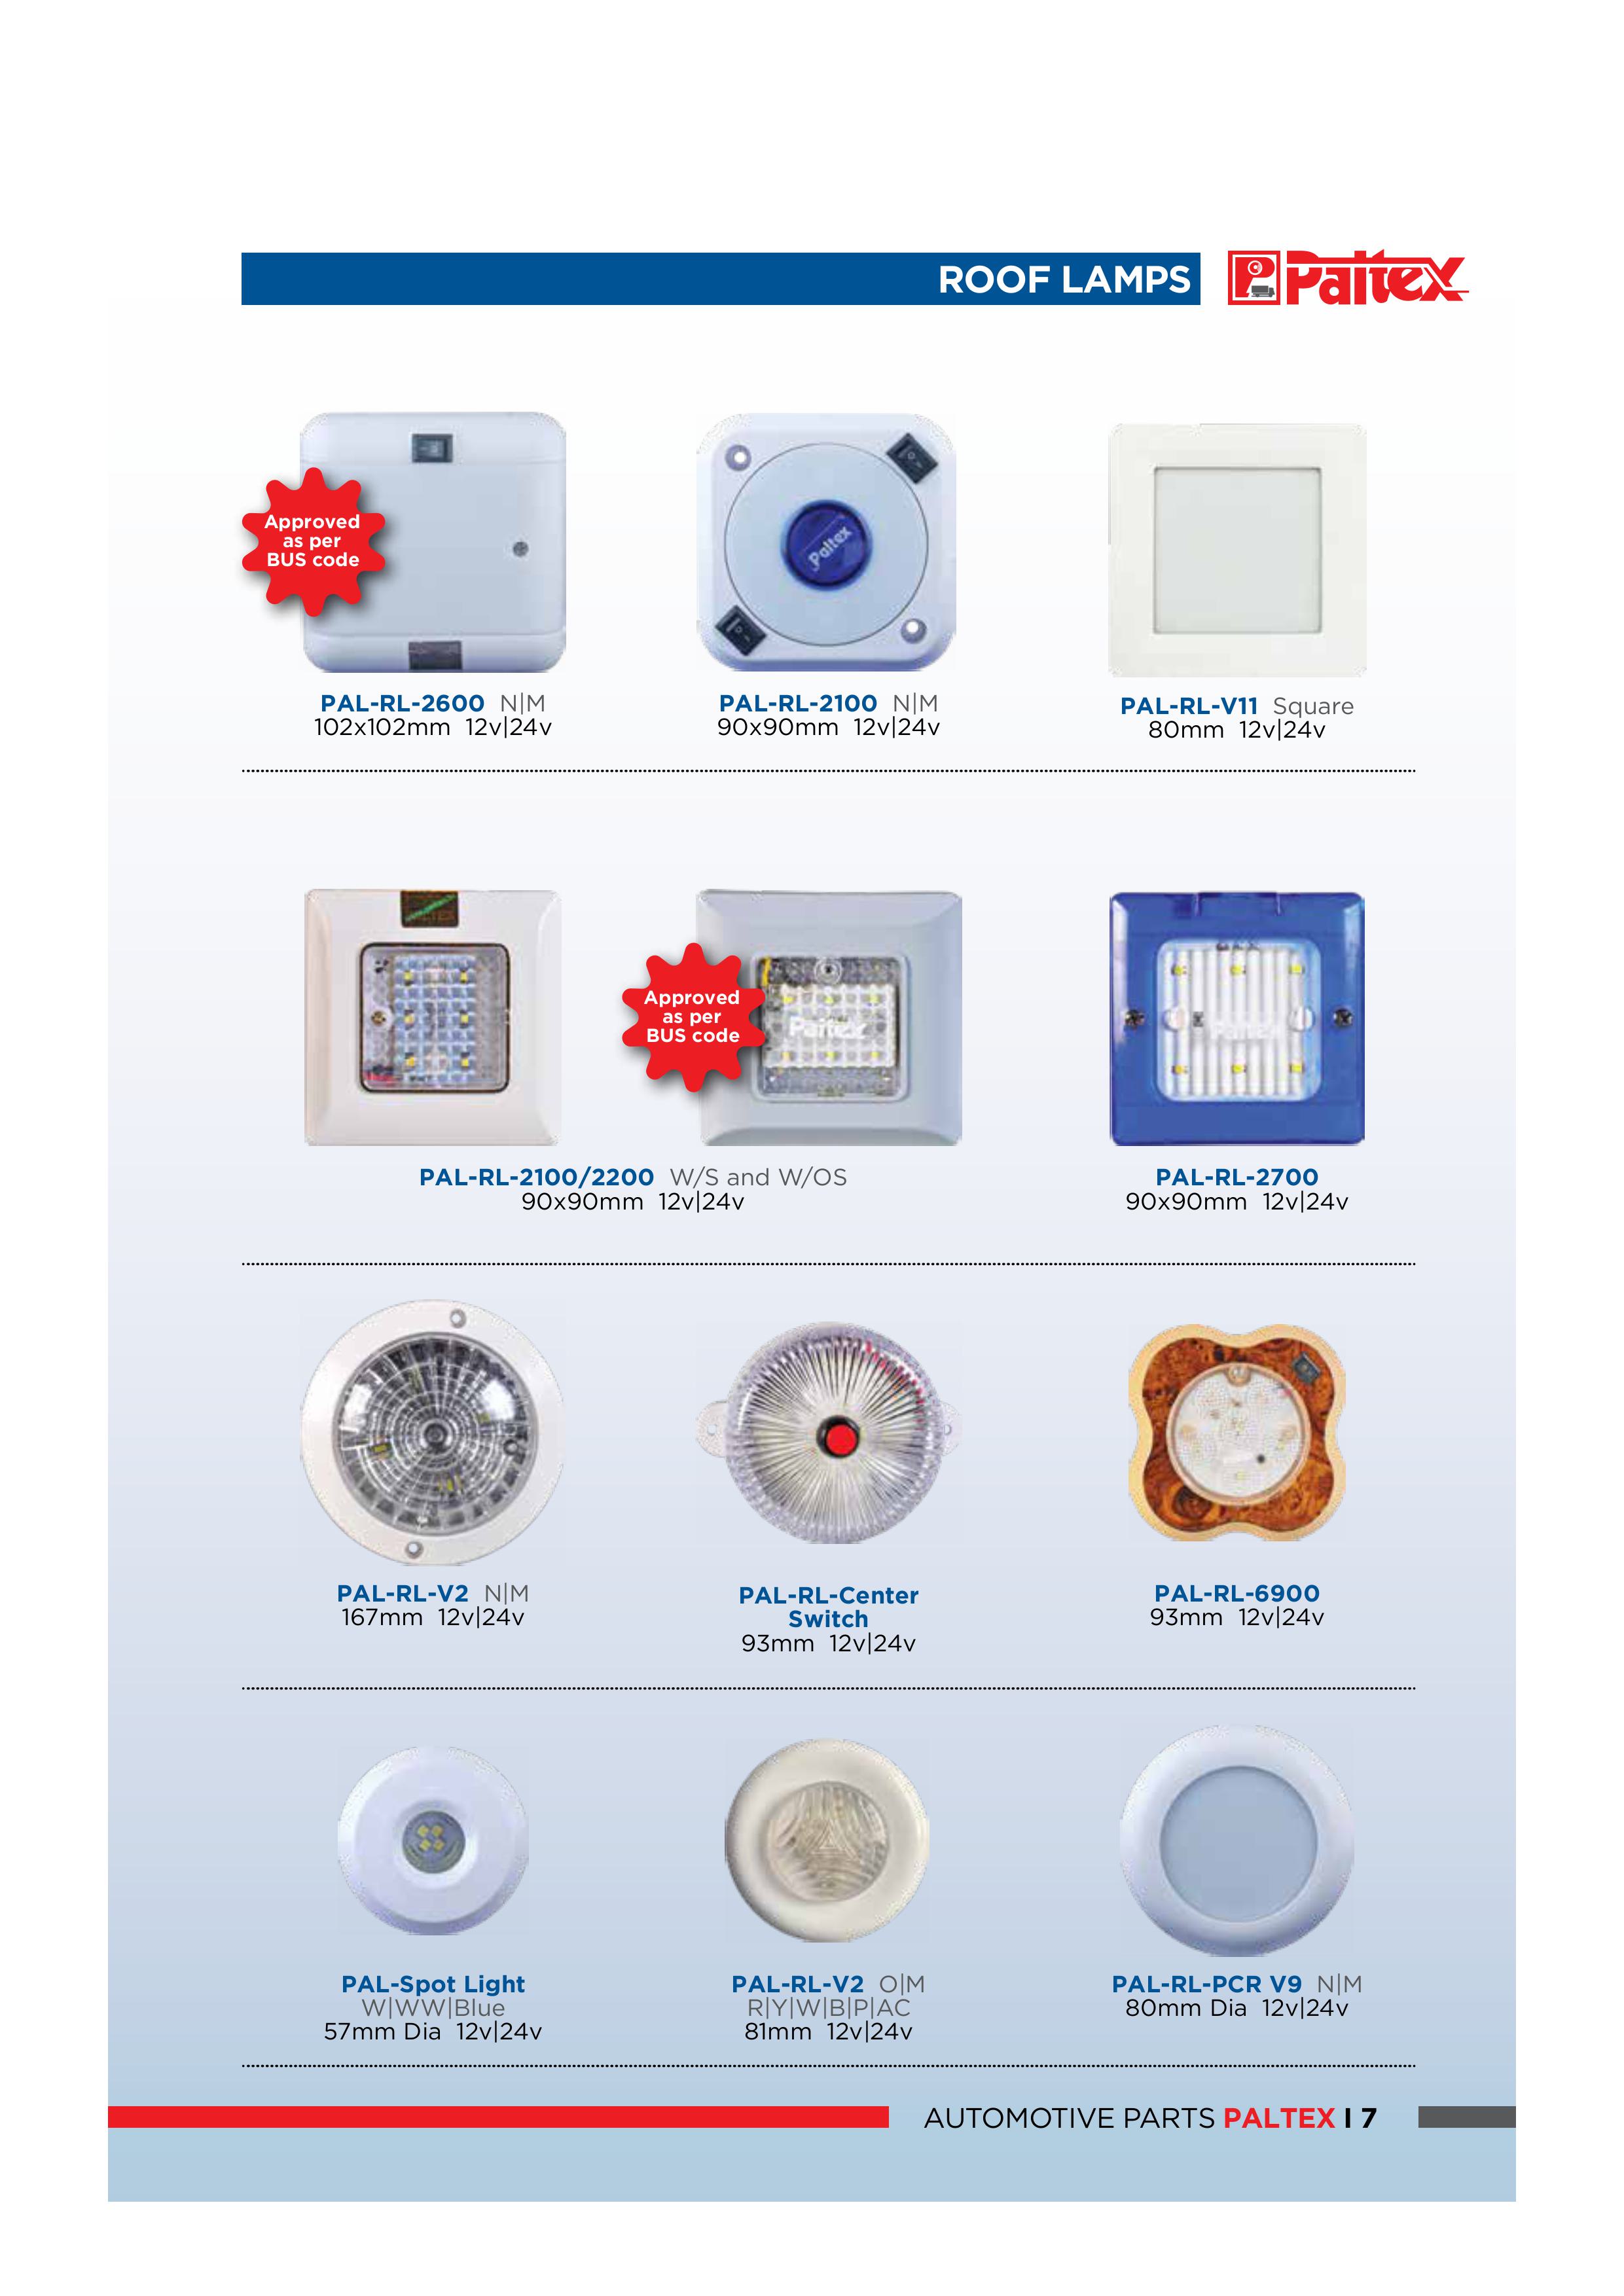 ROOF LAMPS
Paltex
Approved
as per
BUS code
Paltex
PAL-RL-2600 N|M
102x102mm 12v|24v
PAL-RL-2100 N|M
90x90mm 12v|24v
PAL-RL-V11 Square
80mm 12v|24v
Approved
as per
BUS code
Paltex
PAL-RL-2100/2200 W/S and W/OS
90x90mm 12v|24v
PAL-RL-2700
90x90mm 12v|24v
PAL-RL-V2 N|M
167mm 12v|24v
PAL-RL-Center
Switch
93mm 12v|24v
PAL-RL-6900
93mm 12v|24v
PAL-Spot Light
W|WW|Blue
57mm Dia 12v|24v
PAL-RL-V2 O|M
R|Y|W|B|P|AC
81mm 12v|24v
PAL-RL-PCR V9 N|M
80mm Dia 12v|24v
AUTOMOTIVE PARTS PALTEX I 7